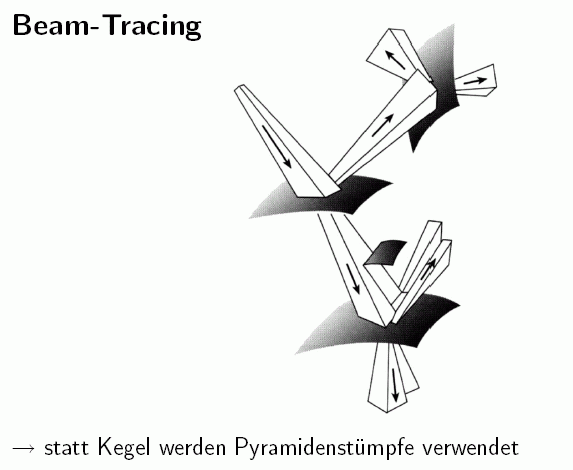 Beam-Tracing
→ statt Kegel werden Pyramidenstümpfe verwendet